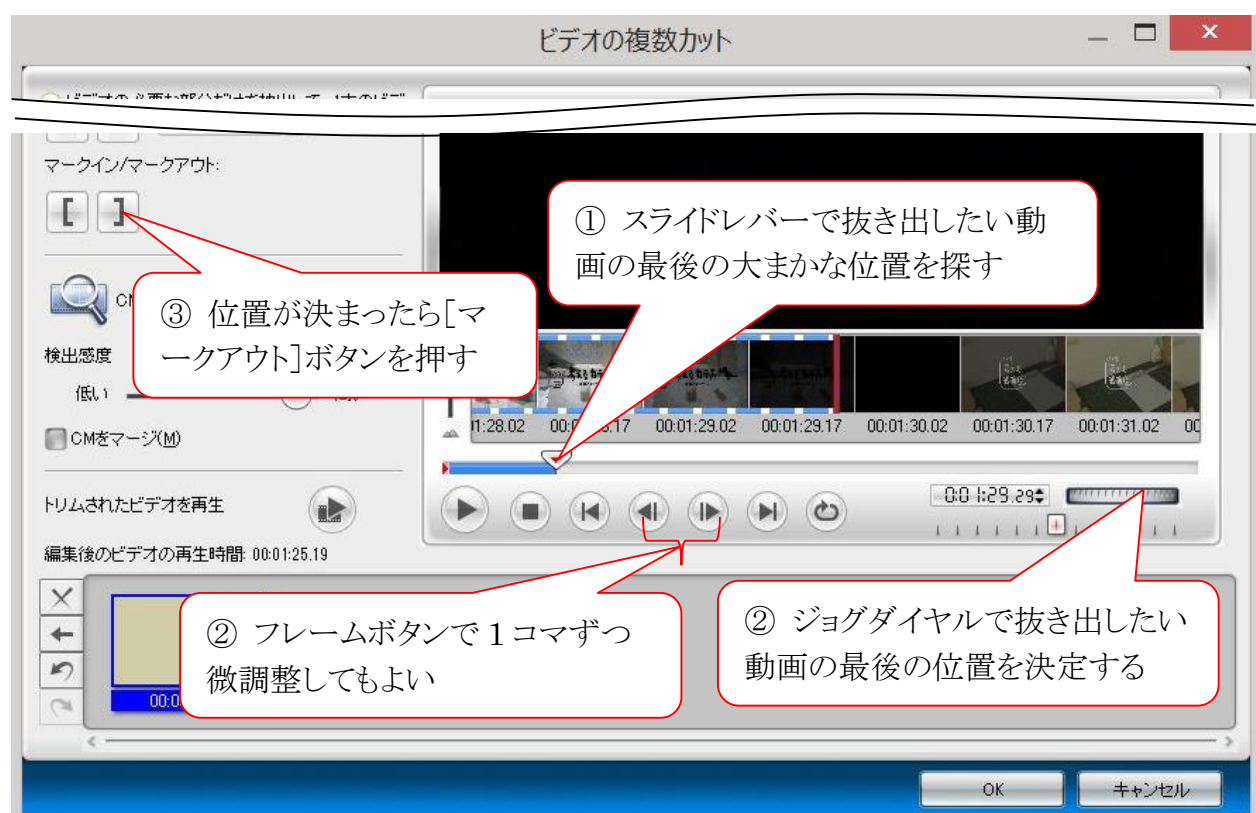 ビデオの複数カット
マークイン/マークアウト:
① スライドレバーで抜き出したい動
画の最後の大まかな位置を探す
③ 位置が決まったら[マ
ークアウト]ボタンを押す
検出感度
低い
CMをマージ(M)
1:28.02
00:01:29.02
00:01:29.17
00:01:30.02
00:01:30.17
00:01:31.02
トリムされたビデオを再生
0:01:29.29
編集後のビデオの再生時間: 00:01:25.19
② フレームボタンで1コマずつ
微調整してもよい
② ジョグダイヤルで抜き出したい
動画の最後の位置を決定する
OK
キャンセル